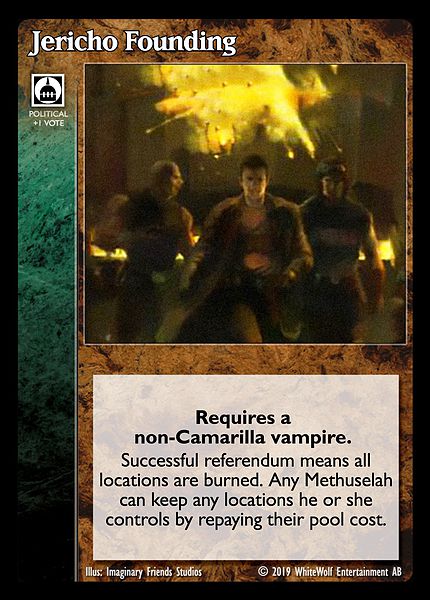 Jericho Founding
POLITICAL
+1 VOTE
Requires a
non-Camarilla vampire.
Successful referendum means all
locations are burned. Any Methuselah
can keep any locations he or she
controls by repaying their pool cost.
Illus: Imaginary Friends Studios © 2019 WhiteWolf Entertainment AB